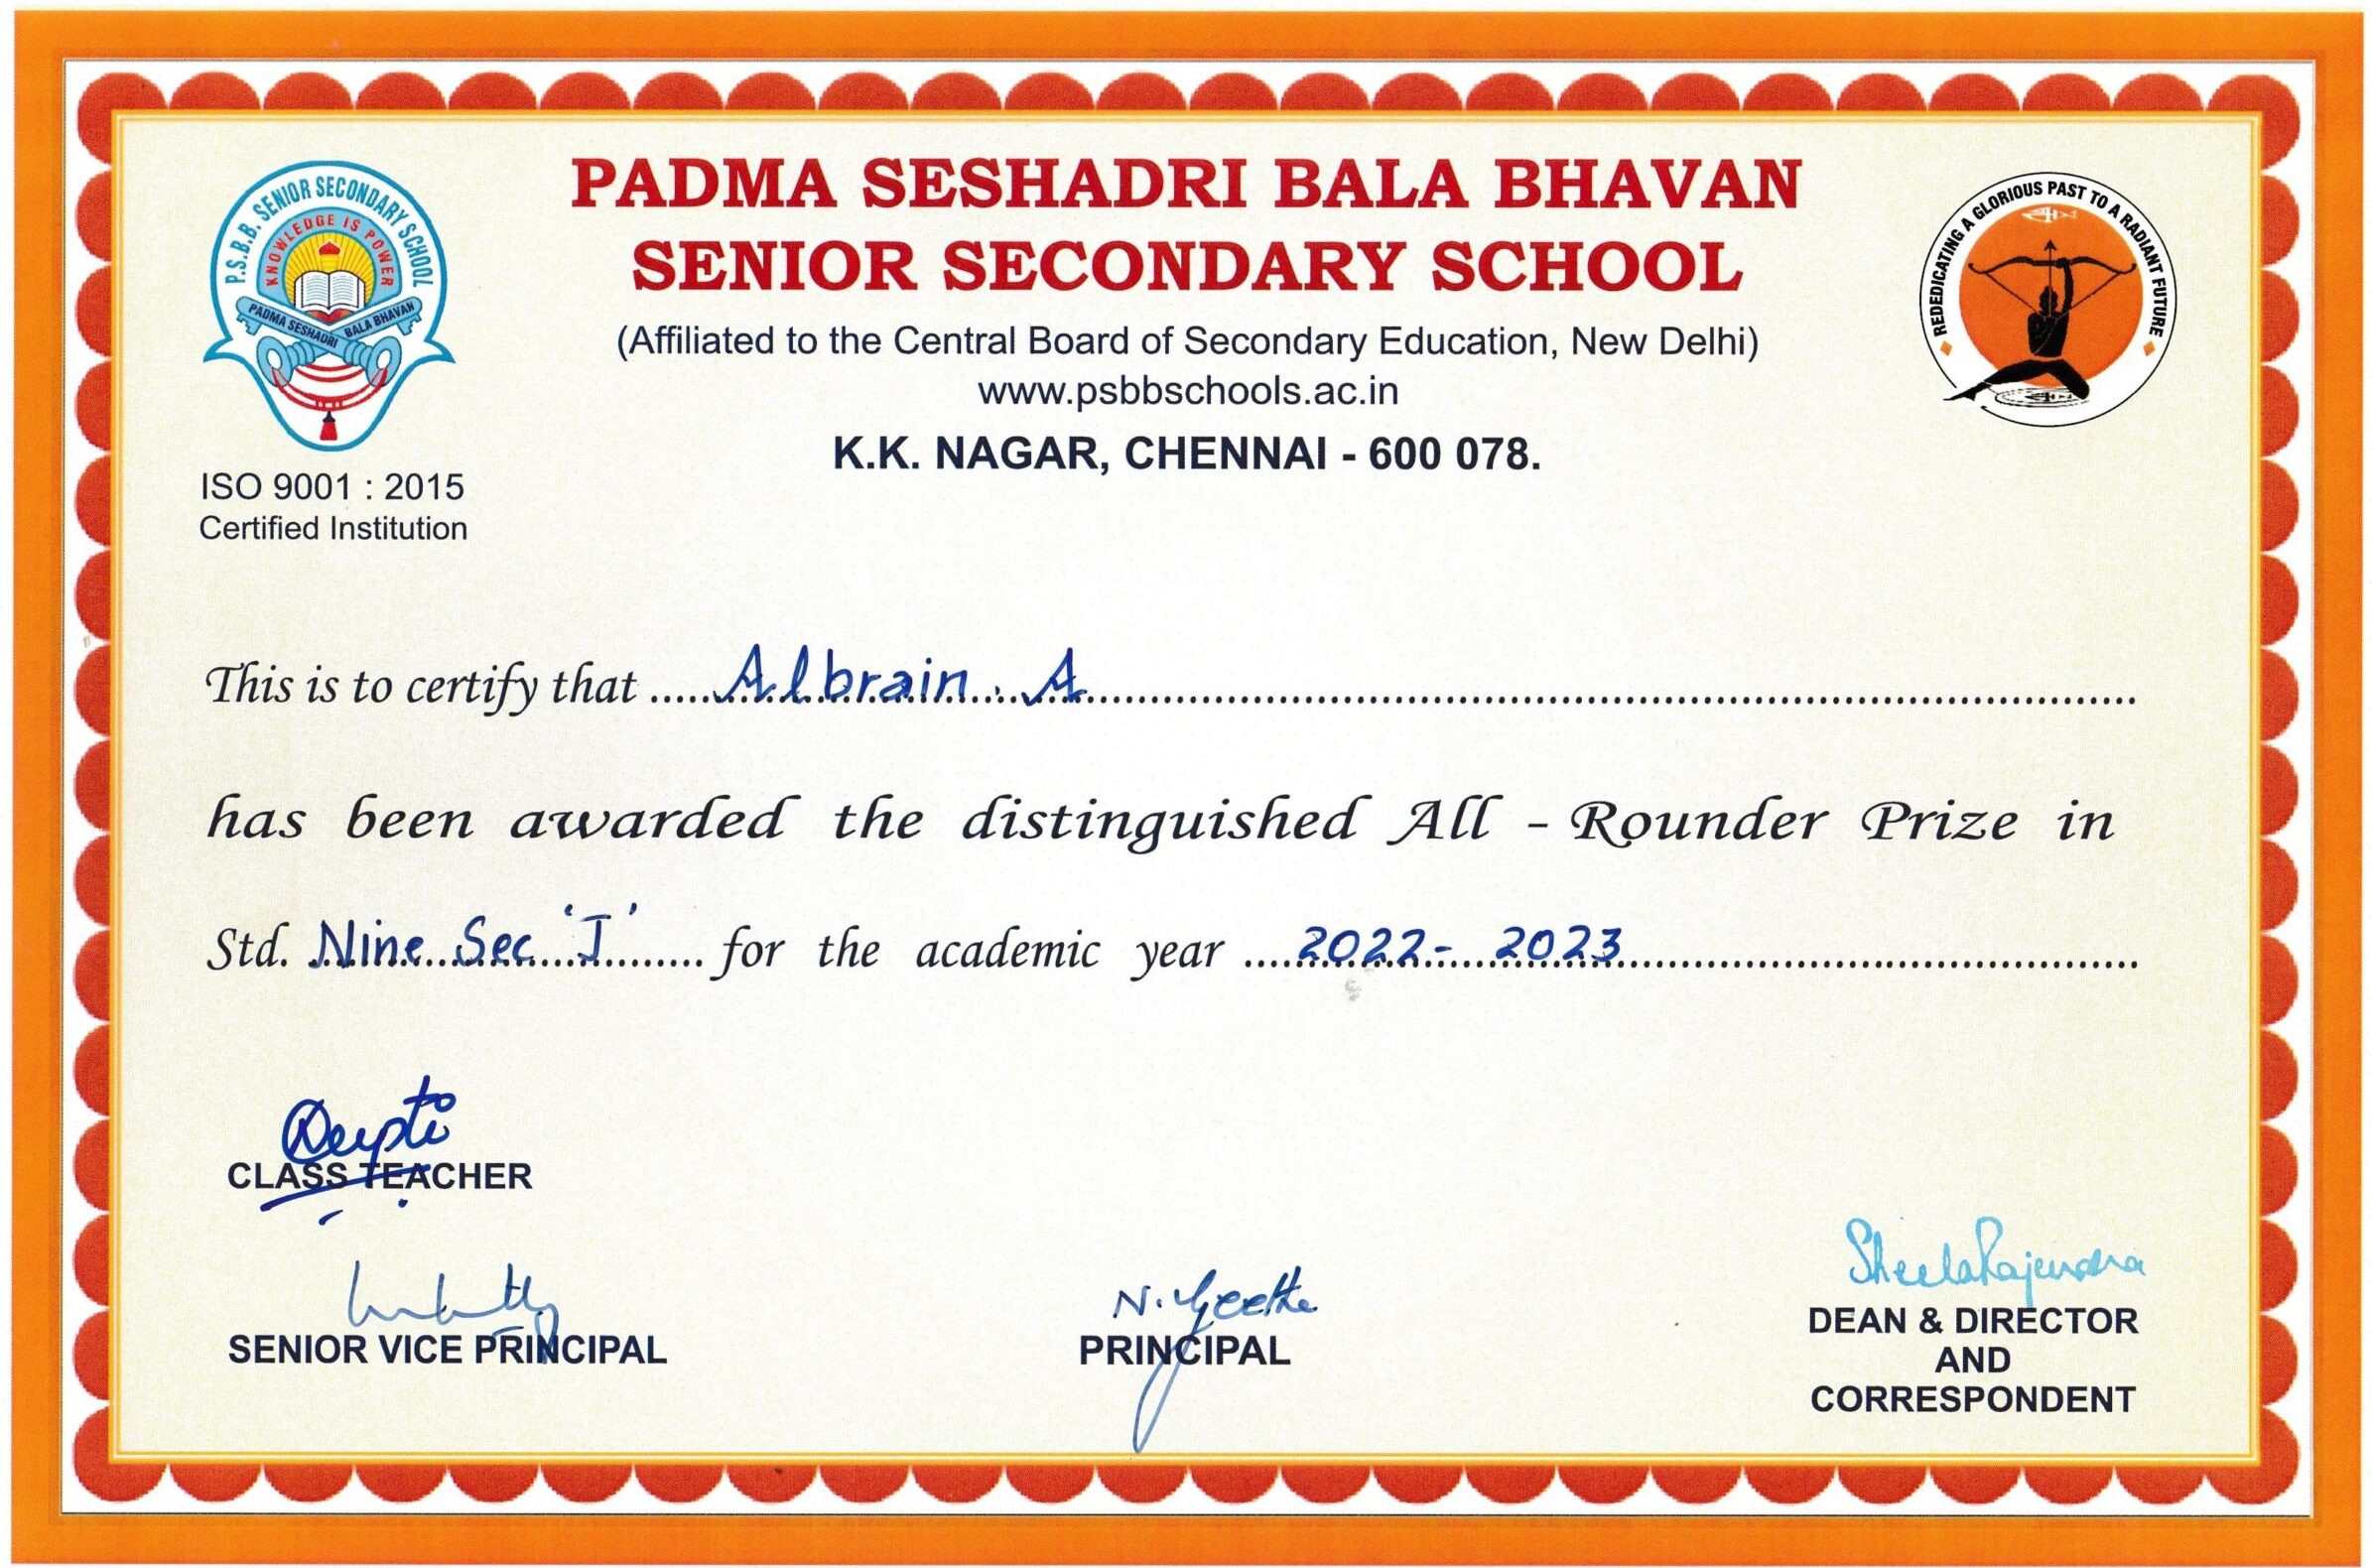 P.S.B.B. SENIOR SECONDARY SCHOOL
KNOWLEDGE IS POWER
PADMA SESHADRI BALA BHAVAN
ISO 9001 : 2015
Certified Institution
PADMA SESHADRI BALA BHAVAN
SENIOR SECONDARY SCHOOL
(Affiliated to the Central Board of Secondary Education, New Delhi)
www.psbbschools.ac.in
K.K. NAGAR, CHENNAI - 600 078.
REDEDICATING A GLORIOUS PAST TO A RADIANT FUTURE
This is to certify that ..... Albrain . A .....
has been awarded the distinguished All - Rounder Prize in
Std. Nine Sec 'J' ..... for the academic year .... 2022 - 2023 .....
CLASS TEACHER
SENIOR VICE PRINCIPAL
N. Geetha
PRINCIPAL
Sheela Rajendra
DEAN & DIRECTOR
AND
CORRESPONDENT